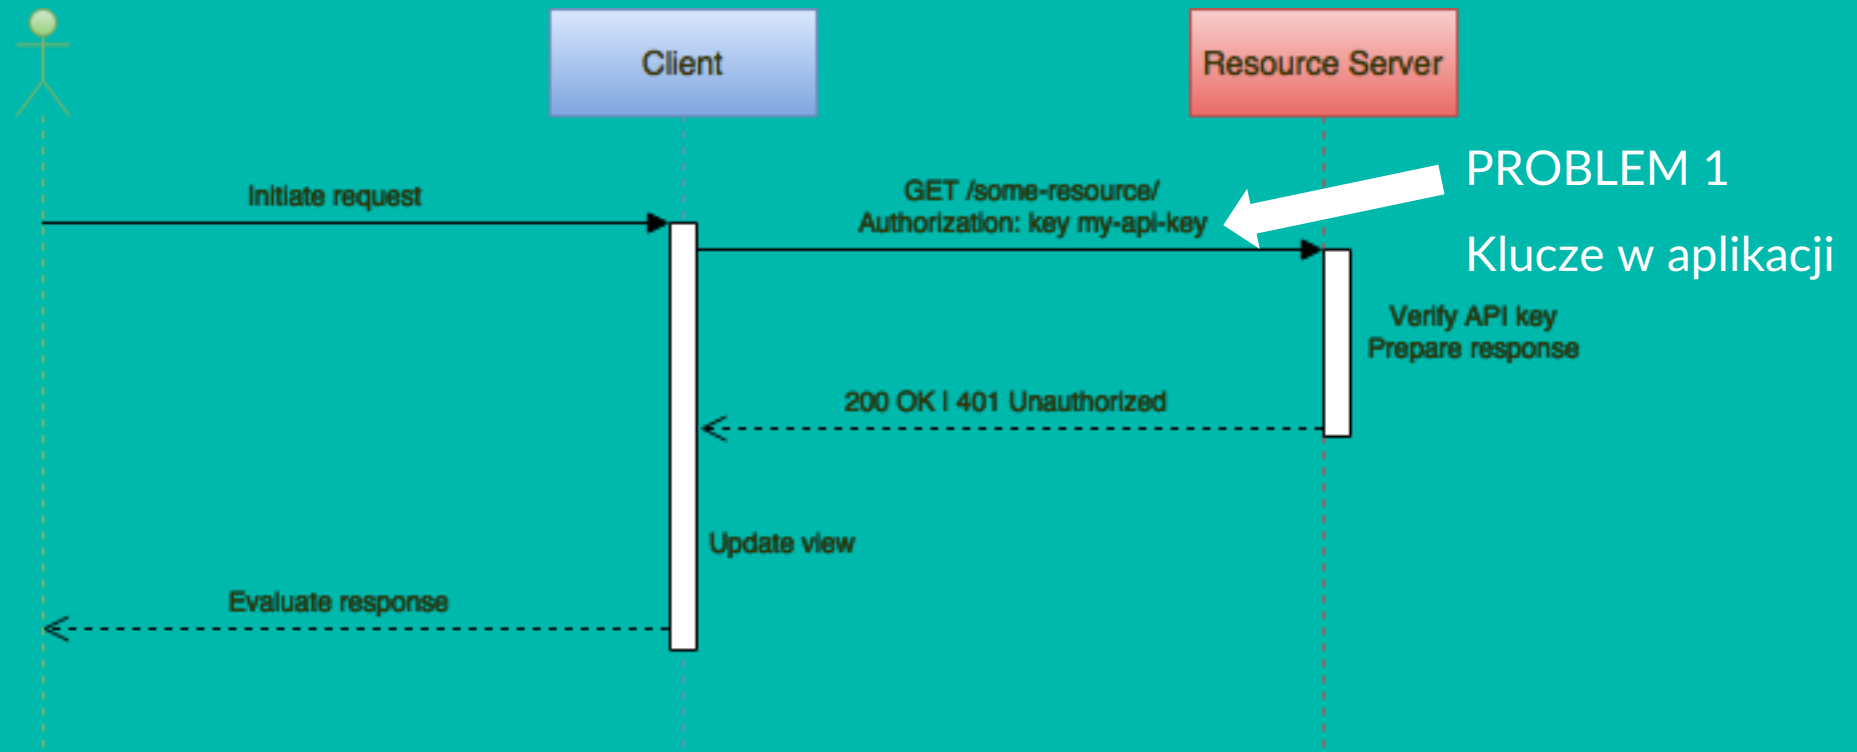 Client
Resource Server
PROBLEM 1
Klucze w aplikacji
Initiate request
GET /some-resource/
Authorization: key my-api-key
Verify API key
Prepare response
200 OK | 401 Unauthorized
Update view
Evaluate response